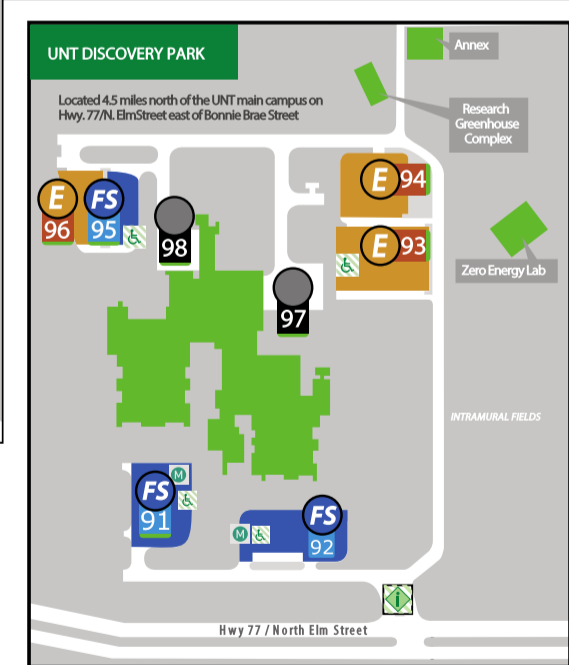 UNT DISCOVERY PARK
Located 4.5 miles north of the UNT main campus on
Hwy. 77/N. ElmStreet east of Bonnie Brae Street
Annex
Research
Greenhouse
Complex
E
96
FS
95
98
E
94
E
93
97
Zero Energy Lab
INTRAMURAL FIELDS
M
FS
91
M
FS
92
i
Hwy 77 / North Elm Street